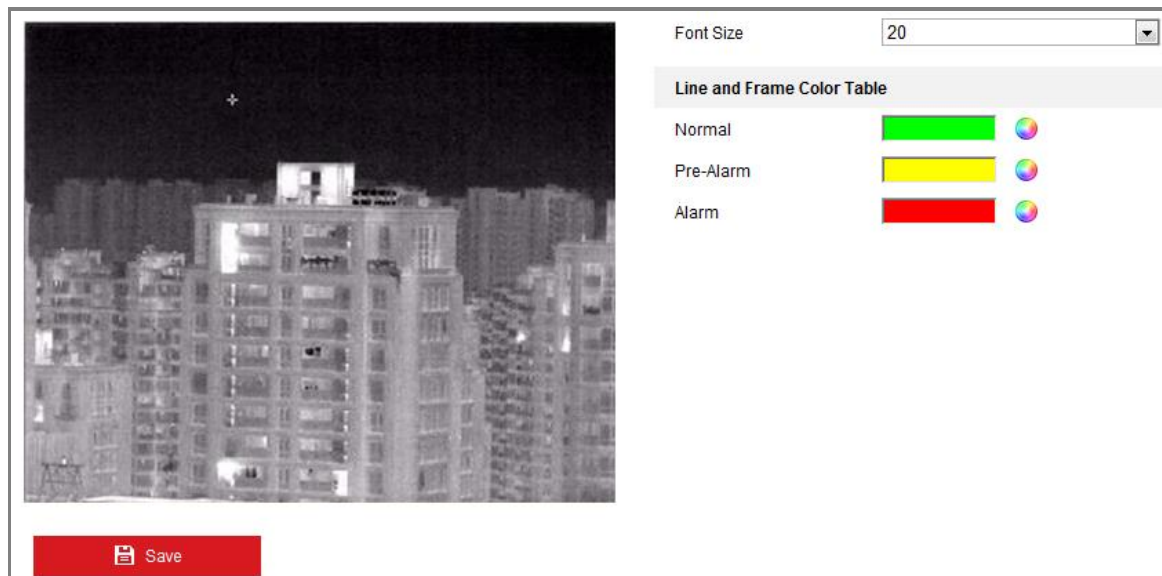 Font Size 20
Line and Frame Color Table
Normal
Pre-Alarm
Alarm
Save